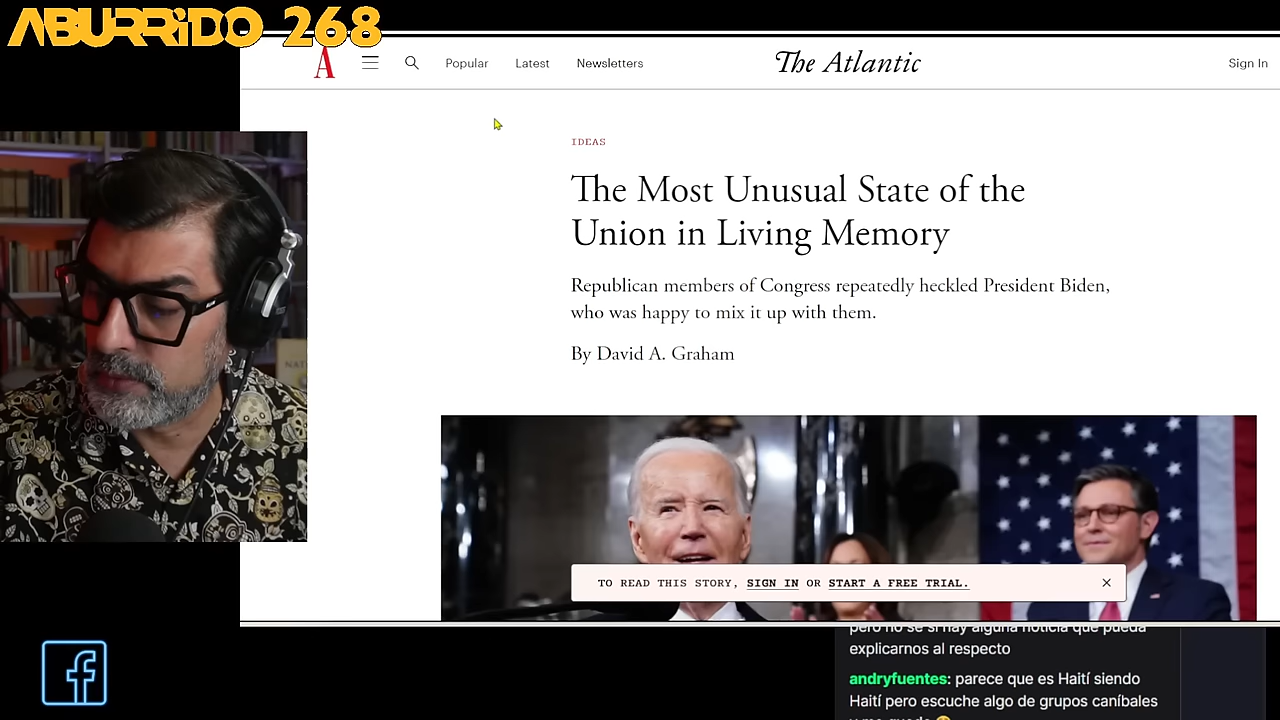 ABURRiDO 268
A
Popular
Latest
Newsletters
The Atlantic
Sign In
IDEAS
The Most Unusual State of the
Union in Living Memory
Republican members of Congress repeatedly heckled President Biden,
who was happy to mix it up with them.
By David A. Graham
TO READ THIS STORY, SIGN IN OR START A FREE TRIAL.
pero no se si hay alguna noticia que pueda
explicarnos al respecto
andryfuentes: parece que es Haití siendo
Haití pero escuche algo de grupos caníbales